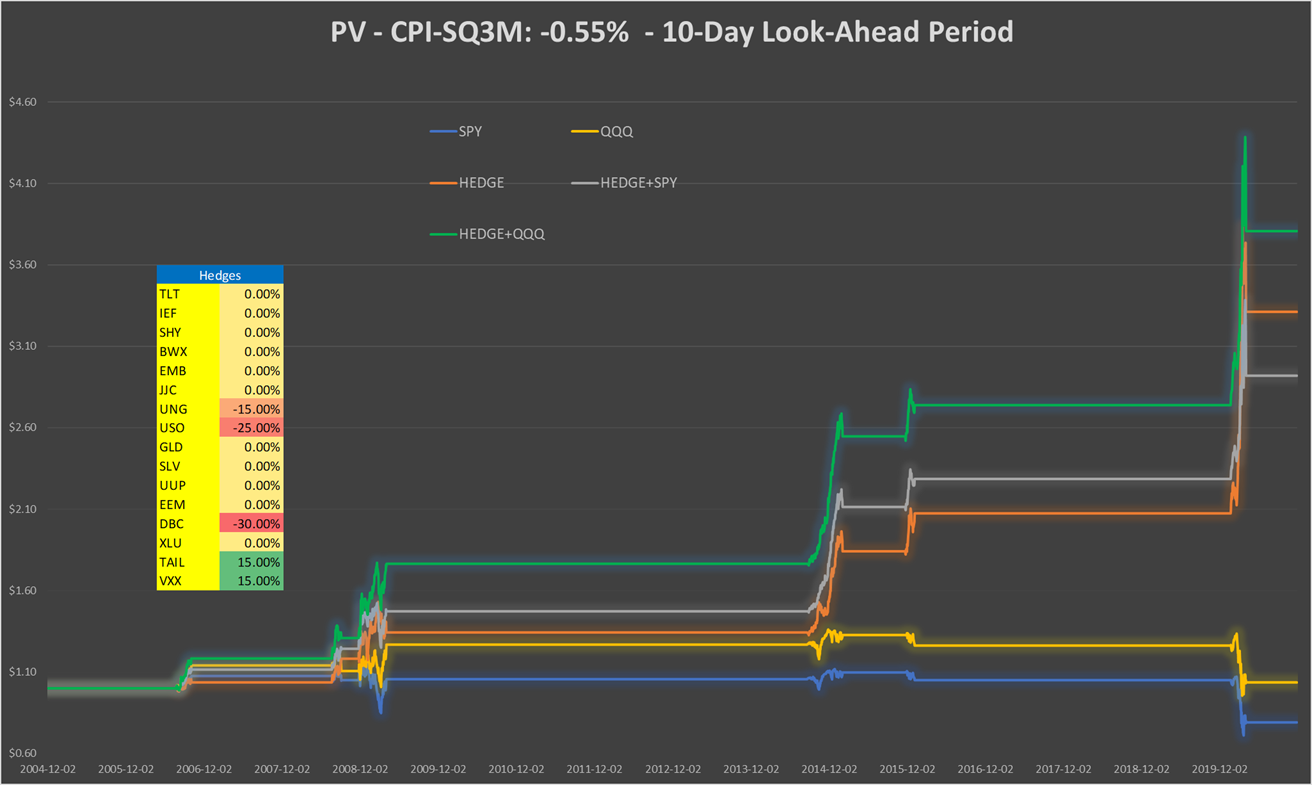 PV - CPI-SQ3M: -0.55%  - 10-Day Look-Ahead Period
$4.60
SPY QQQ
$4.10
HEDGE HEDGE+SPY
HEDGE+QQQ
$3.60
Hedges
TLT 0.00%
IEF 0.00%
SHY 0.00%
$3.10
BWX 0.00%
EMB 0.00%
JJC 0.00%
UNG -15.00%
$2.60
USO -25.00%
GLD 0.00%
SLV 0.00%
UUP 0.00%
$2.10
EEM 0.00%
DBC -30.00%
XLU 0.00%
TAIL 15.00%
VXX 15.00%
$1.60
$1.10
$0.60
2004-12-02 2005-12-02 2006-12-02 2007-12-02 2008-12-02 2009-12-02 2010-12-02 2011-12-02 2012-12-02 2013-12-02 2014-12-02 2015-12-02 2016-12-02 2017-12-02 2018-12-02 2019-12-02